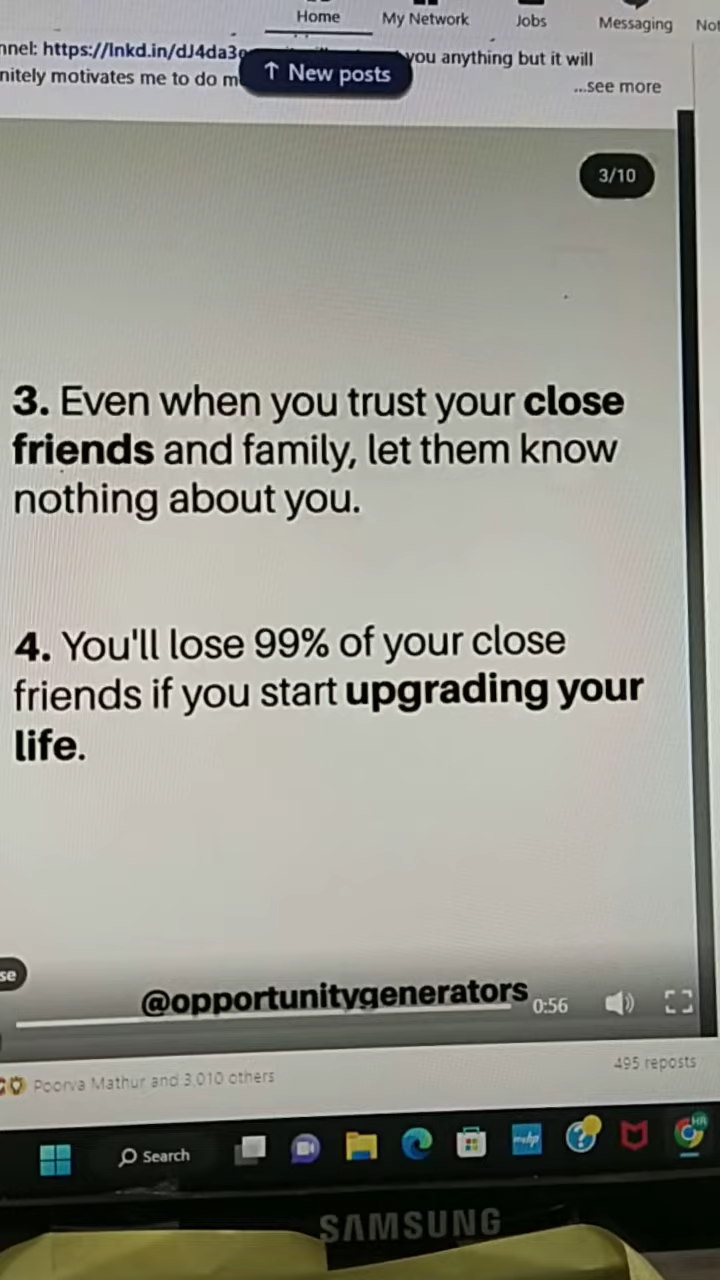 Home My Network Jobs Messaging
nnel: https://lnkd.in/dJ4da3 you anything but it will
nitely motivates me to do m
↑ New posts
...see more
3/10
3. Even when you trust your close
friends and family, let them know
nothing about you.
4. You'll lose 99% of your close
friends if you start upgrading your
life.
se
@opportunitygenerators
0:56
495 reposts
Poorva Mathur and 3,010 others
Search
HR
SAMSUNG